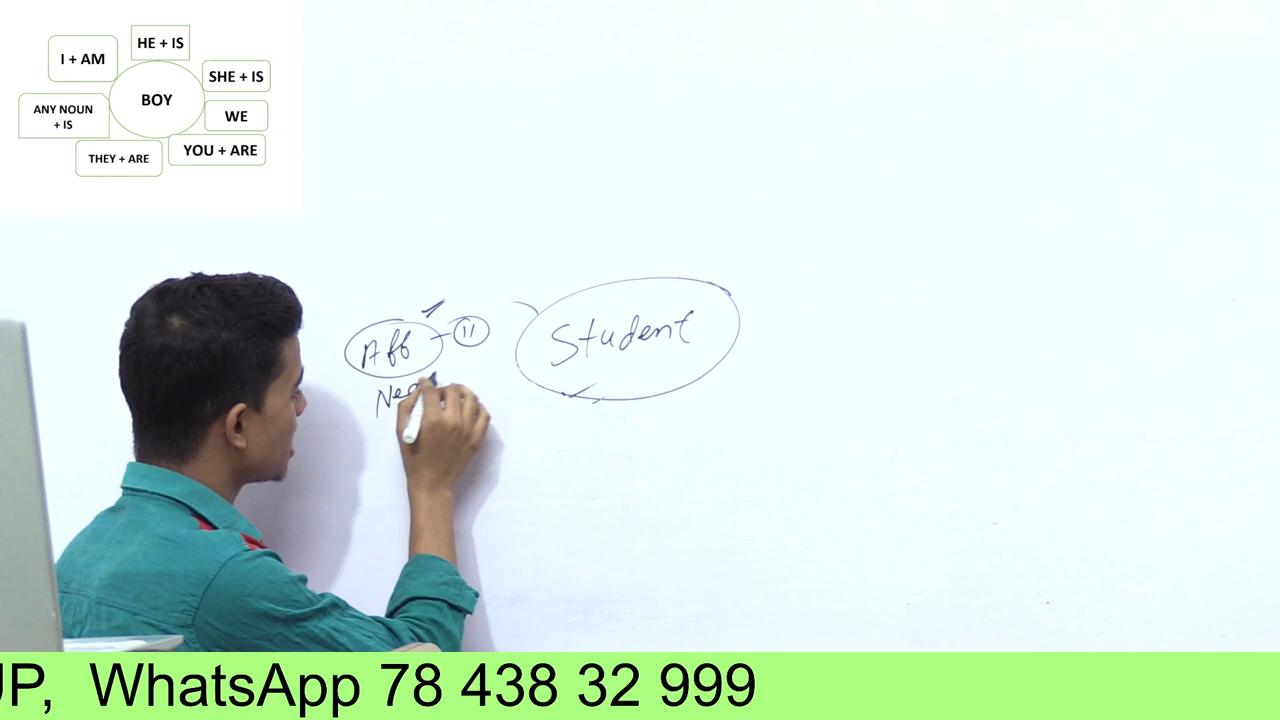 HE + IS
I + AM
SHE + IS
BOY
ANY NOUN
+ IS
WE
YOU + ARE
THEY + ARE
Aff - 11
Student
UP, WhatsApp 78 438 32 999